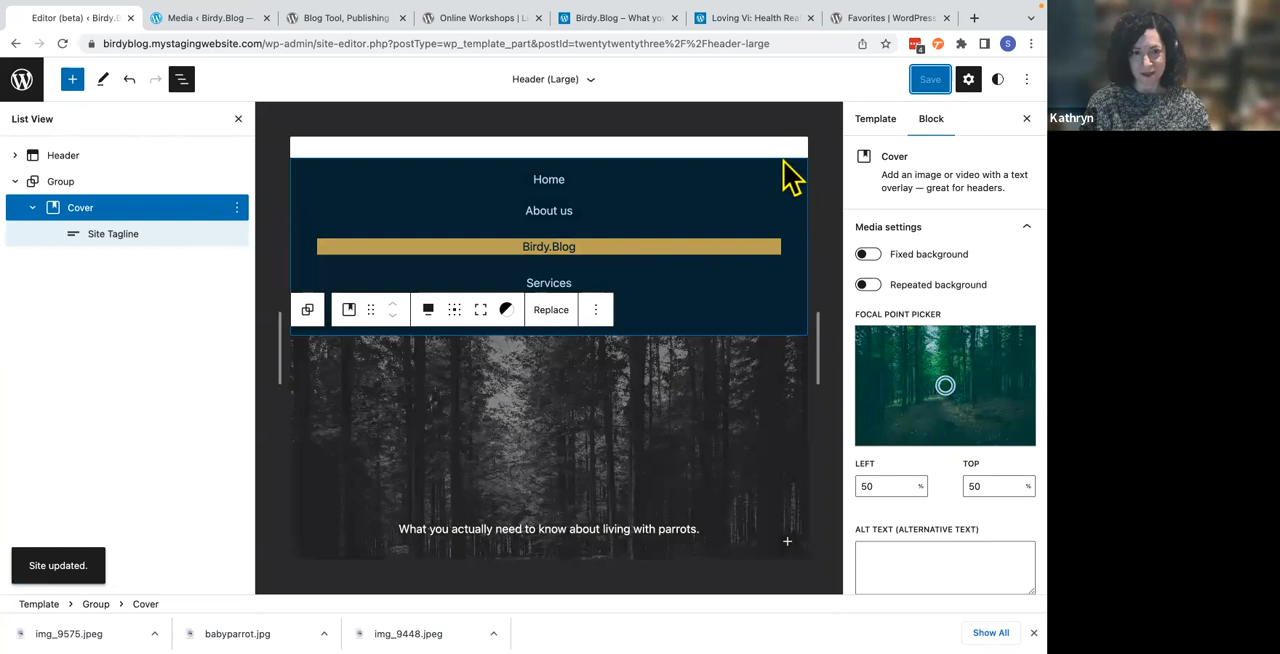 Editor (beta) ‹ Birdy.B
Media ‹ Birdy.Blog —
Blog Tool, Publishing
Online Workshops | L
Birdy.Blog – What yo
Loving Vi: Health Rea
Favorites | WordPress
birdyblog.mystagingwebsite.com/wp-admin/site-editor.php?postType=wp_template_part&postId=twentytwentythree%2F%2Fheader-large
4
S
Header (Large)
Save
Kathryn
List View
Header
Group
Cover
Site Tagline
Home
About us
Birdy.Blog
Services
Replace
What you actually need to know about living with parrots.
Template
Block
Cover
Add an image or video with a text
overlay — great for headers.
Media settings
Fixed background
Repeated background
FOCAL POINT PICKER
LEFT
TOP
50 %
50 %
ALT TEXT (ALTERNATIVE TEXT)
Site updated.
Template > Group > Cover
img_9575.jpeg
babyparrot.jpg
img_9448.jpeg
Show All